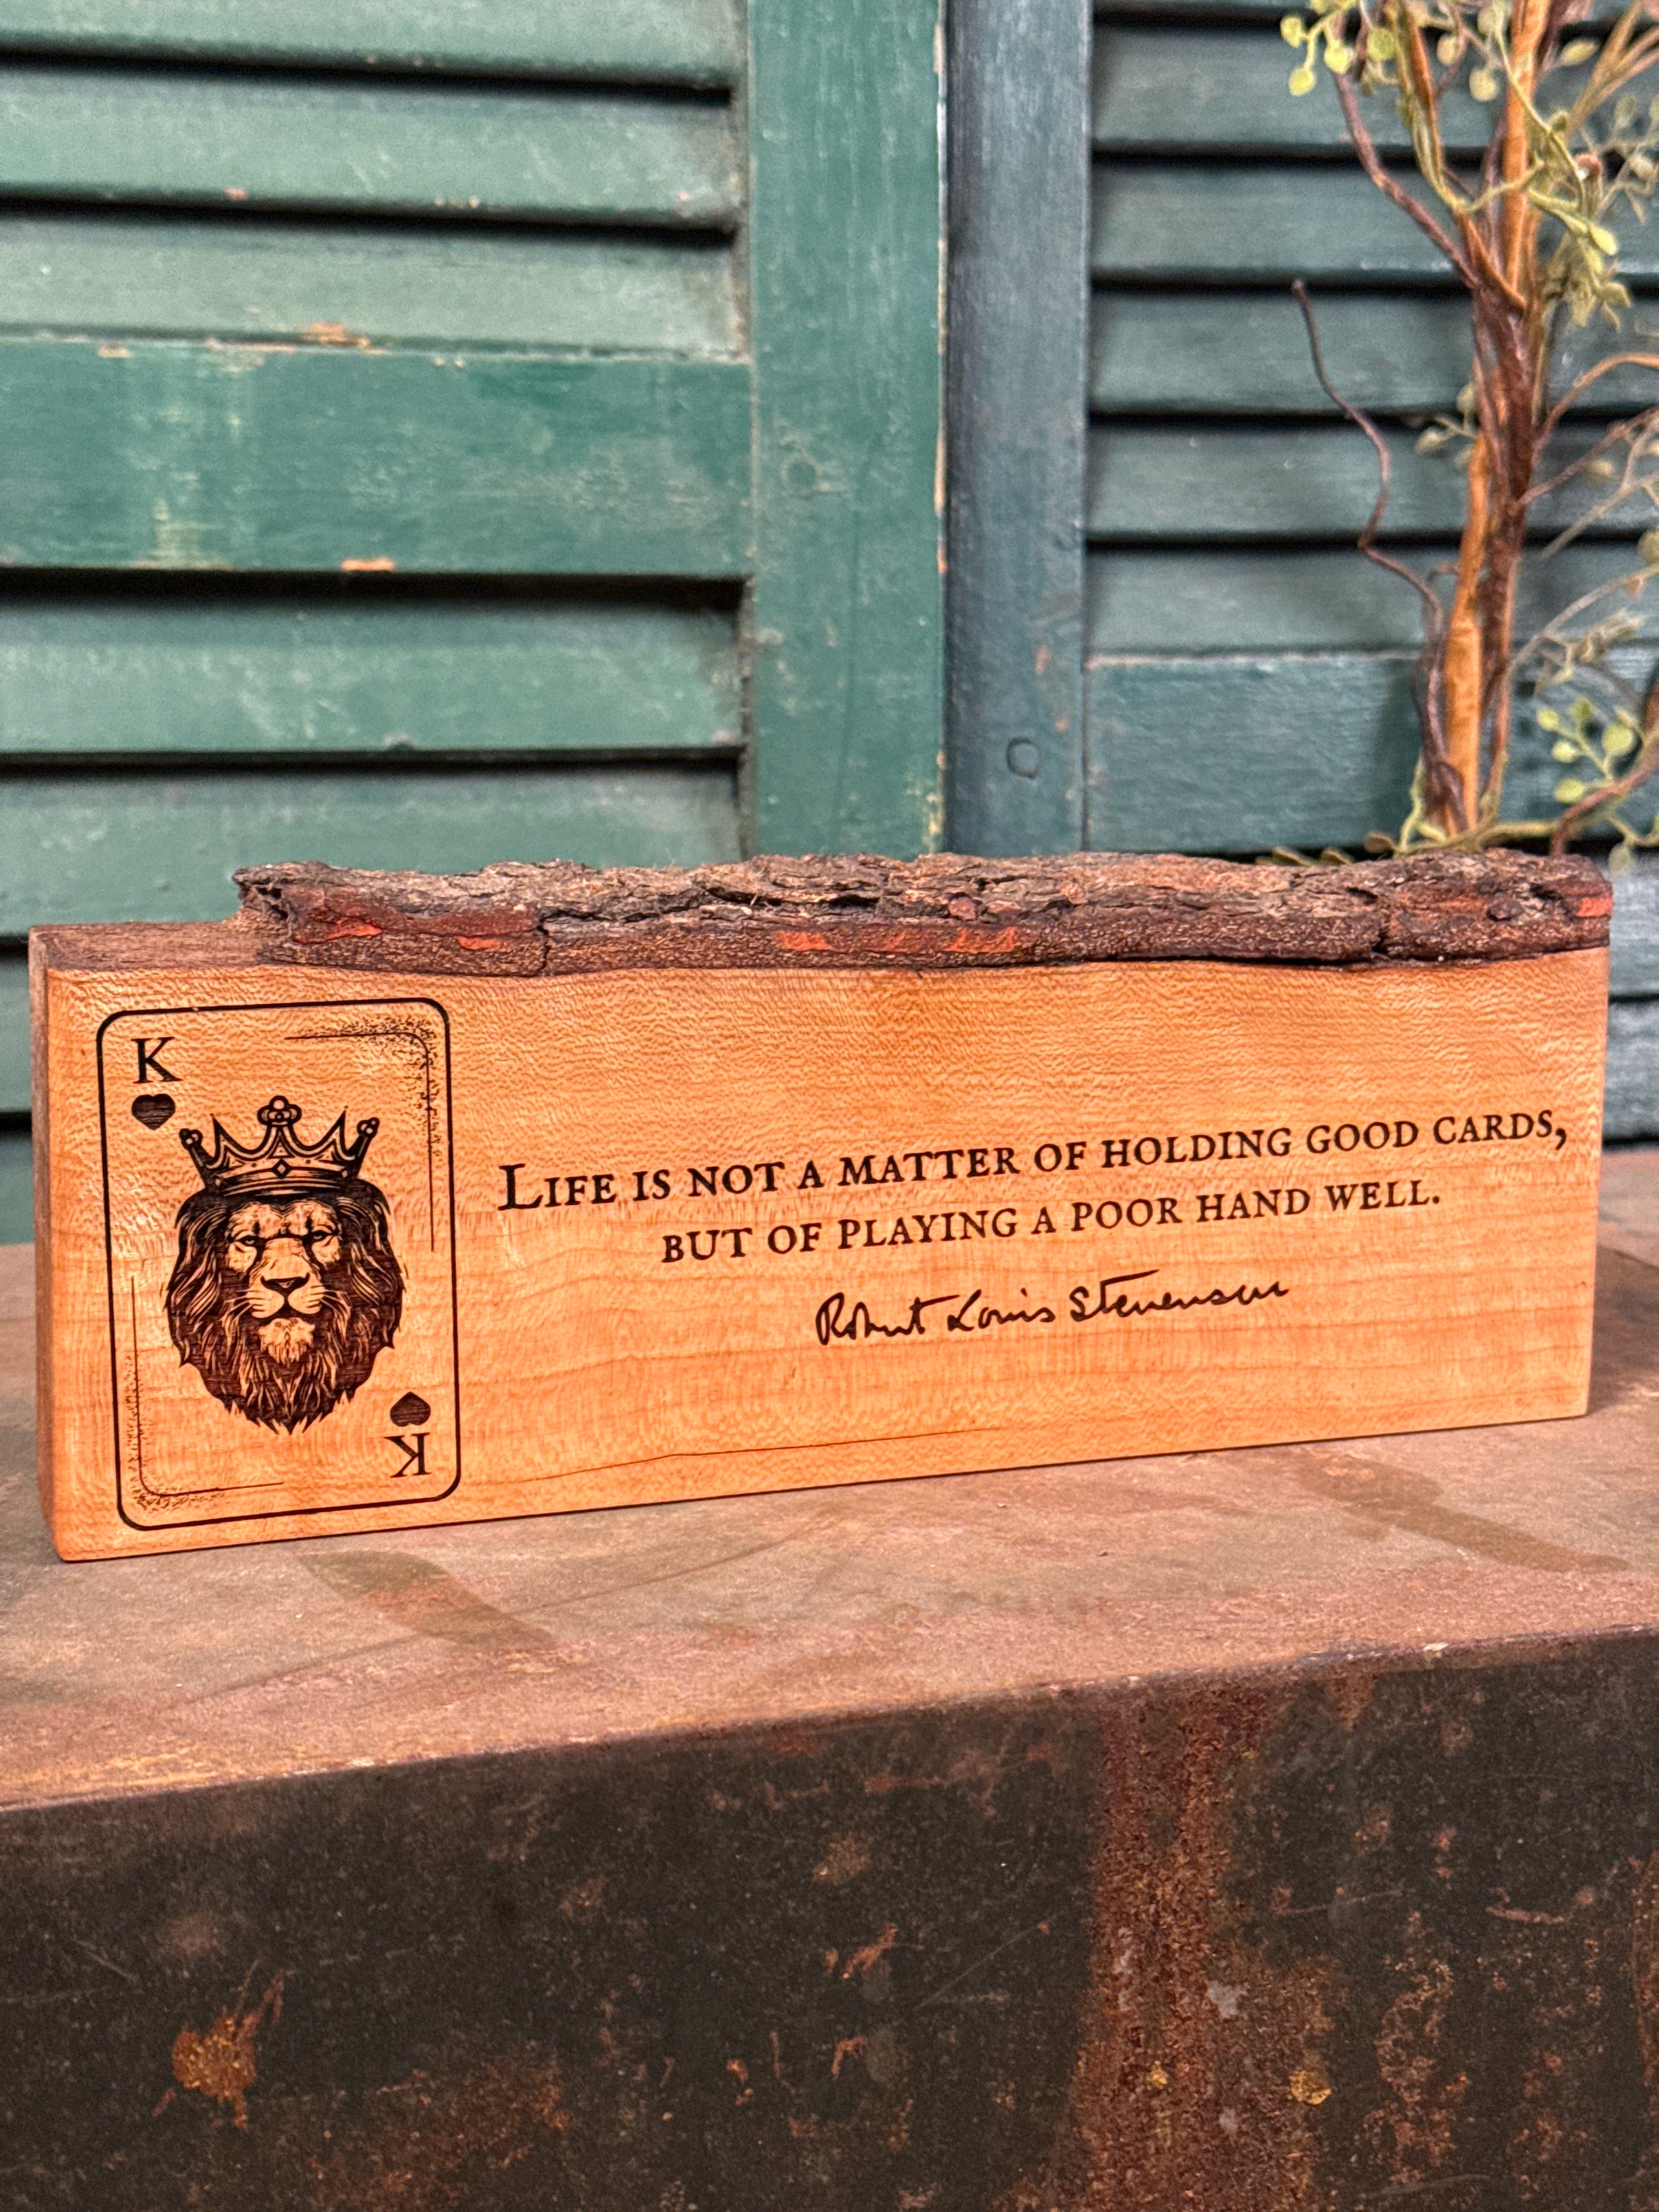 K
Life is not a matter of holding good cards,
but of playing a poor hand well.
Robert Louis Stevenson
K